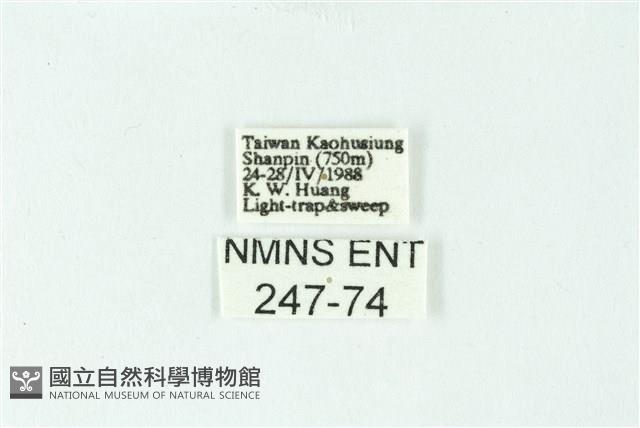 Taiwan Kaohusiung
Shanpin (750m)
24-28/IV/1988
K. W. Huang
Light-trap&sweep
NMNS ENT
247-74
國立自然科學博物館
NATIONAL MUSEUM OF NATURAL SCIENCE